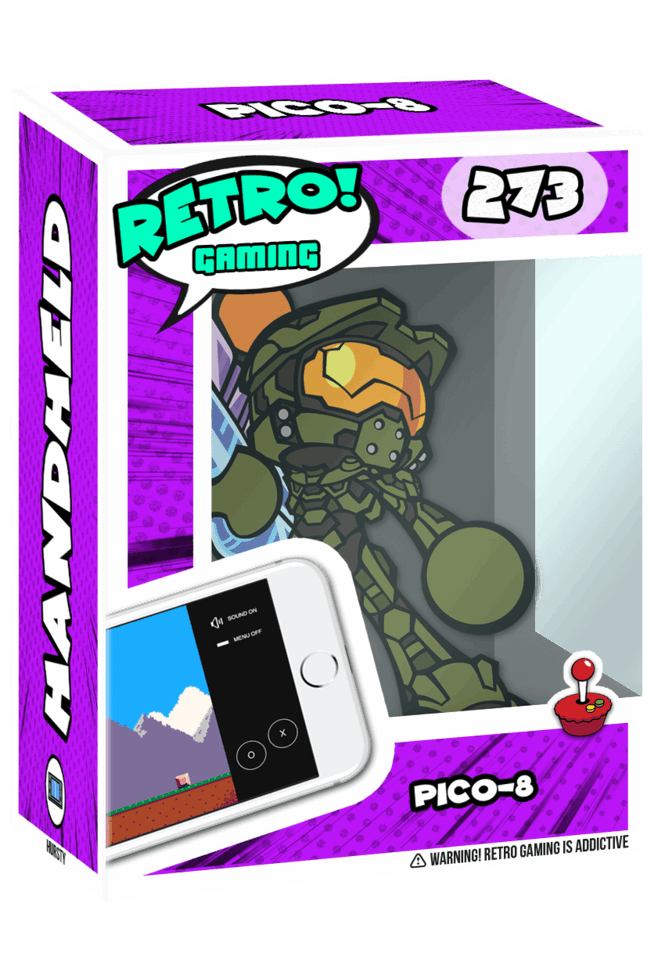 PICO-8
RETRO!
GAMING
273
HANDHELD
SOUND ON
MENU OFF
O
X
PICO-8
HURSTY
⚠ WARNING! RETRO GAMING IS ADDICTIVE